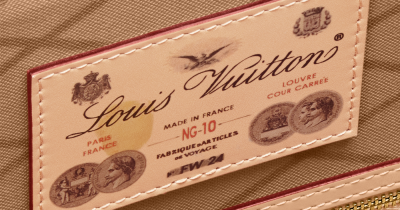 Louis Vuitton ®
MADE IN FRANCE
NG-10
PARIS
FRANCE
LOUVRE
COUR CARRÉE
FABRIQUE D'ARTICLES
DE VOYAGE
FW 24